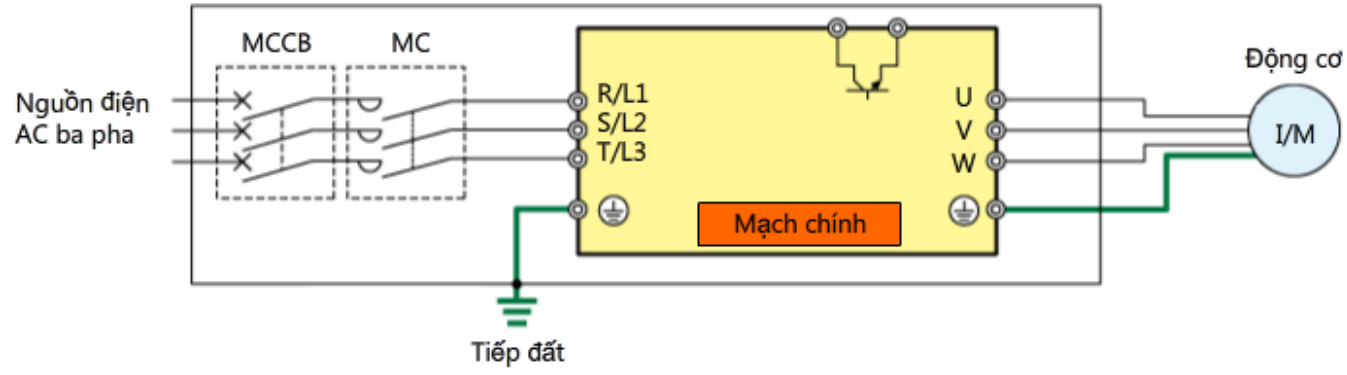 MCCB
MC
Động cơ
Nguồn điện
AC ba pha
R/L1
S/L2
T/L3
U
V
W
I/M
Mạch chính
Tiếp đất